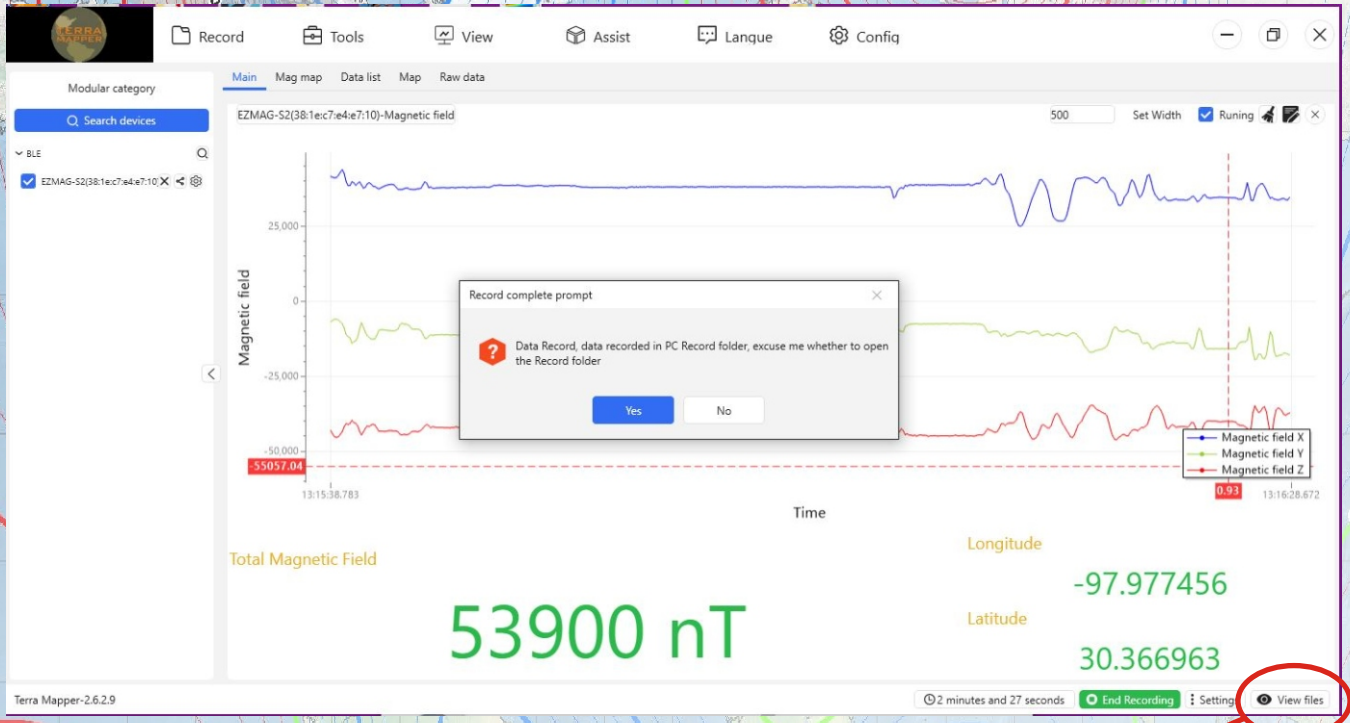 TERRA
MAPPER
Record
Tools
View
Assist
Langue
Config
Modular category
Search devices
BLE
EZMAG-S2(38:1e:c7:e4:e7:10)
Main
Mag map
Data list
Map
Raw data
EZMAG-S2(38:1e:c7:e4:e7:10)-Magnetic field
500
Set Width
Runing
Magnetic field
25,000
0
-25,000
-50,000
-55057.04
13:15:38.783
0.93
13:16:28.672
Time
Magnetic field X
Magnetic field Y
Magnetic field Z
Record complete prompt
Data Record, data recorded in PC Record folder, excuse me whether to open
the Record folder
Yes
No
Total Magnetic Field
53900 nT
Longitude
-97.977456
Latitude
30.366963
Terra Mapper-2.6.2.9
2 minutes and 27 seconds
End Recording
Setting
View files